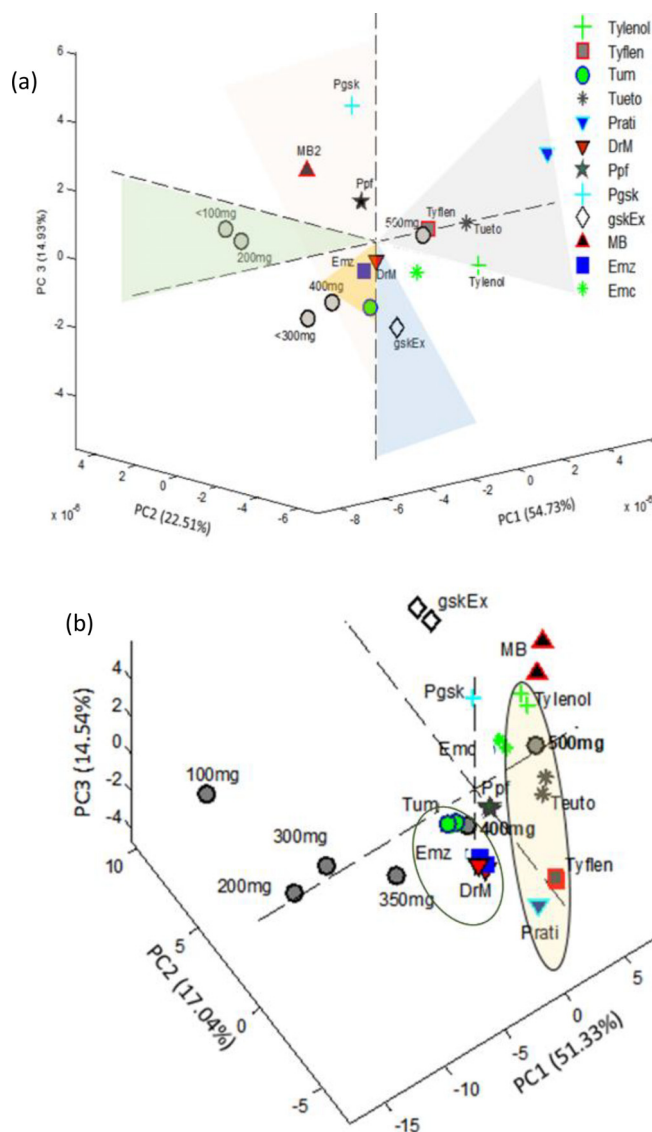 (a)
6
4
2
0
-2
-4
PC 3 (14.93%)
Pgsk
MB2
Ppf
<100mg
200mg
500mg
Tyflen
Tueto
Tylenol
Emz
DrM
400mg
<300mg
gskEx
4
2
0
-2
-4
-6
x 10⁻⁶
PC2 (22.51%)
-8
-6
-4
-2
0
2
4
PC1 (54.73%)
Tylenol
Tyflen
Tum
Tueto
Prati
DrM
Ppf
Pgsk
gskEx
MB
Emz
Emc
(b)
4
2
0
-2
-4
PC3 (14.54%)
gskEx
MB
Pgsk
Tylenol
Emc
500mg
100mg
Ppf
Teuto
Tum
400mg
300mg
Emz
Tyflen
200mg
350mg
DrM
Prati
10
5
0
-5
PC2 (17.04%)
-15
-10
-5
0
5
PC1 (51.33%)